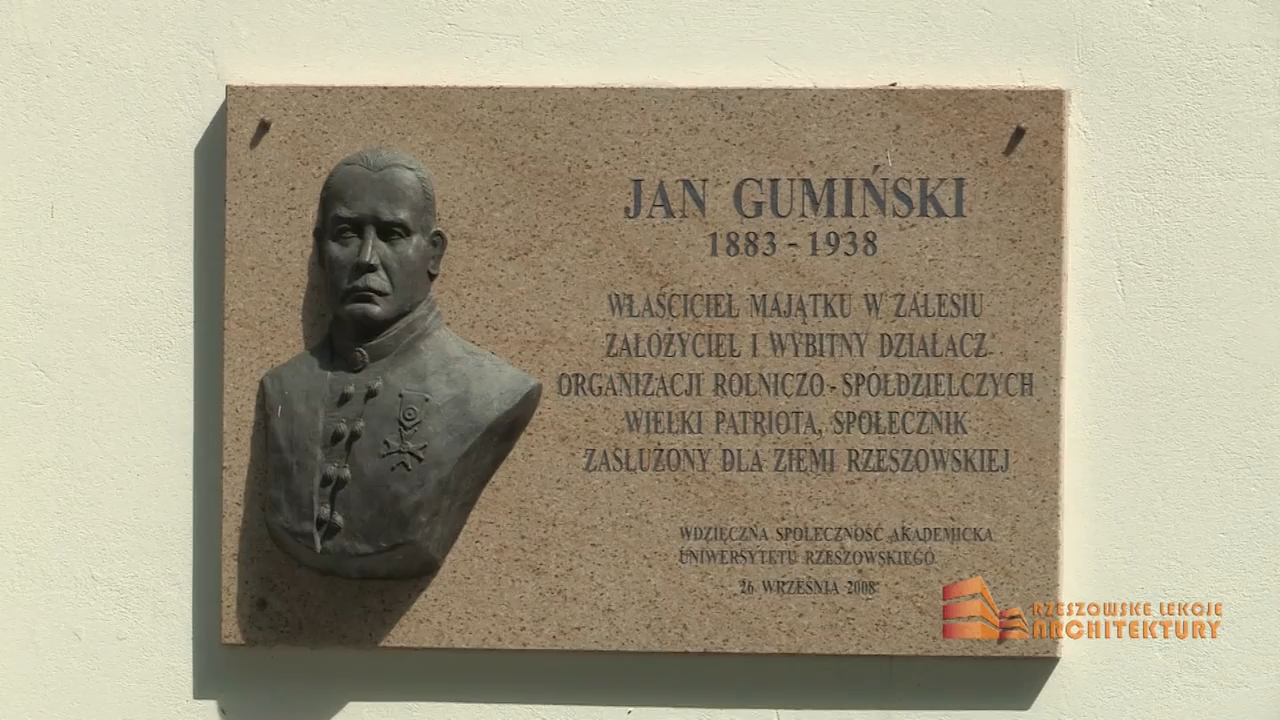 JAN GUMIŃSKI
1883 - 1938
WŁAŚCICIEL MAJĄTKU W ZALESIU
ZAŁOŻYCIEL I WYBITNY DZIAŁACZ
ORGANIZACJI ROLNICZO - SPÓŁDZIELCZYCH
WIELKI PATRIOTA, SPOŁECZNIK
ZASŁUŻONY DLA ZIEMI RZESZOWSKIEJ
WDZIĘCZNA SPOŁECZNOŚĆ AKADEMICKA
UNIWERSYTETU RZESZOWSKIEGO
26 WRZEŚNIA 2008
RZESZOWSKE LEKCJE
ARCHITEKTURY